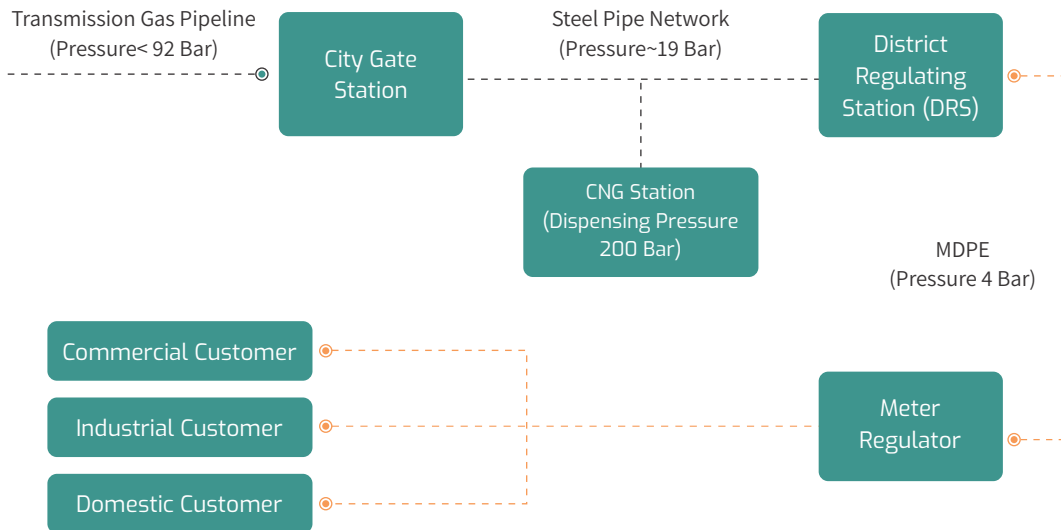 Transmission Gas Pipeline
(Pressure< 92 Bar)
City Gate
Station
Steel Pipe Network
(Pressure~19 Bar)
District
Regulating
Station (DRS)
CNG Station
(Dispensing Pressure
200 Bar)
MDPE
(Pressure 4 Bar)
Commercial Customer
Industrial Customer
Domestic Customer
Meter
Regulator